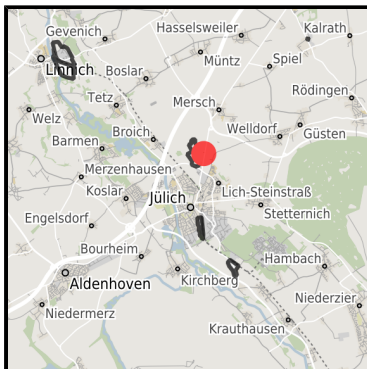 Hasselsweiler
Kalrath
Gevenich
Müntz
Spiel
Linnich
Boslar
Rödingen
Tetz
Mersch
Welz
Welldorf
Güsten
Broich
Barmen
Merzenhausen
Lich-Steinstraß
Koslar
Jülich
Stetternich
Engelsdorf
Bourheim
Hambach
Kirchberg
Aldenhoven
Niederzier
Niedermerz
Krauthausen